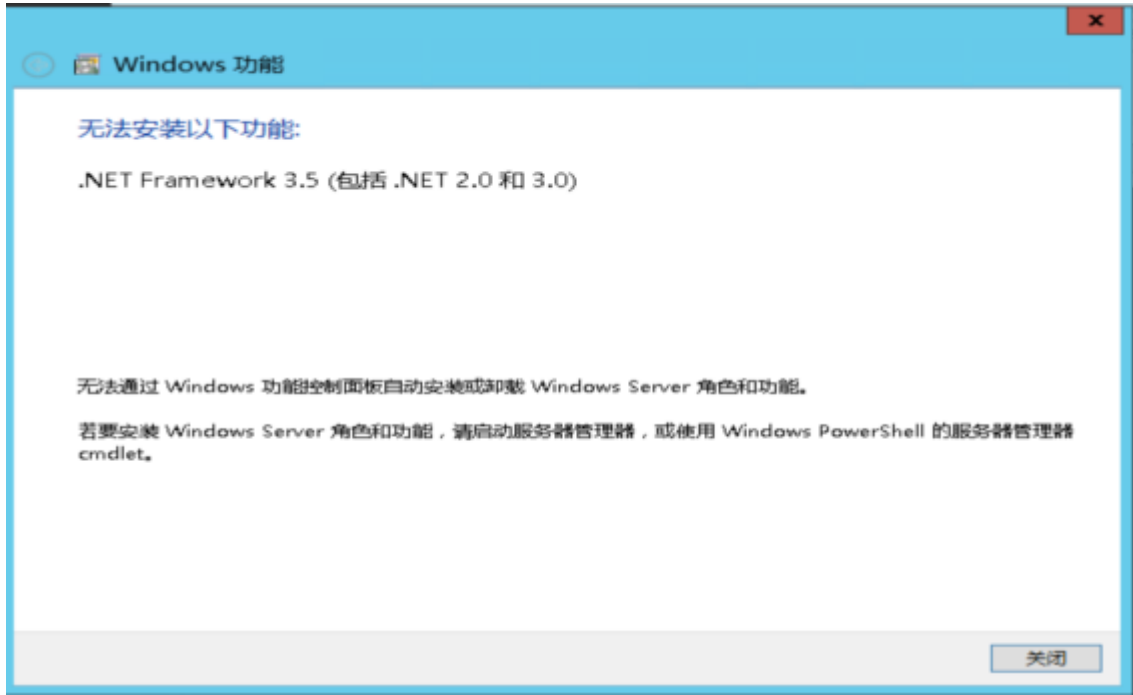 Windows 功能
无法安装以下功能:
.NET Framework 3.5 (包括 .NET 2.0 和 3.0)
无法通过 Windows 功能控制面板自动安装或卸载 Windows Server 角色和功能。
若要安装 Windows Server 角色和功能，请启动服务器管理器，或使用 Windows PowerShell 的服务器管理器
cmdlet。
关闭